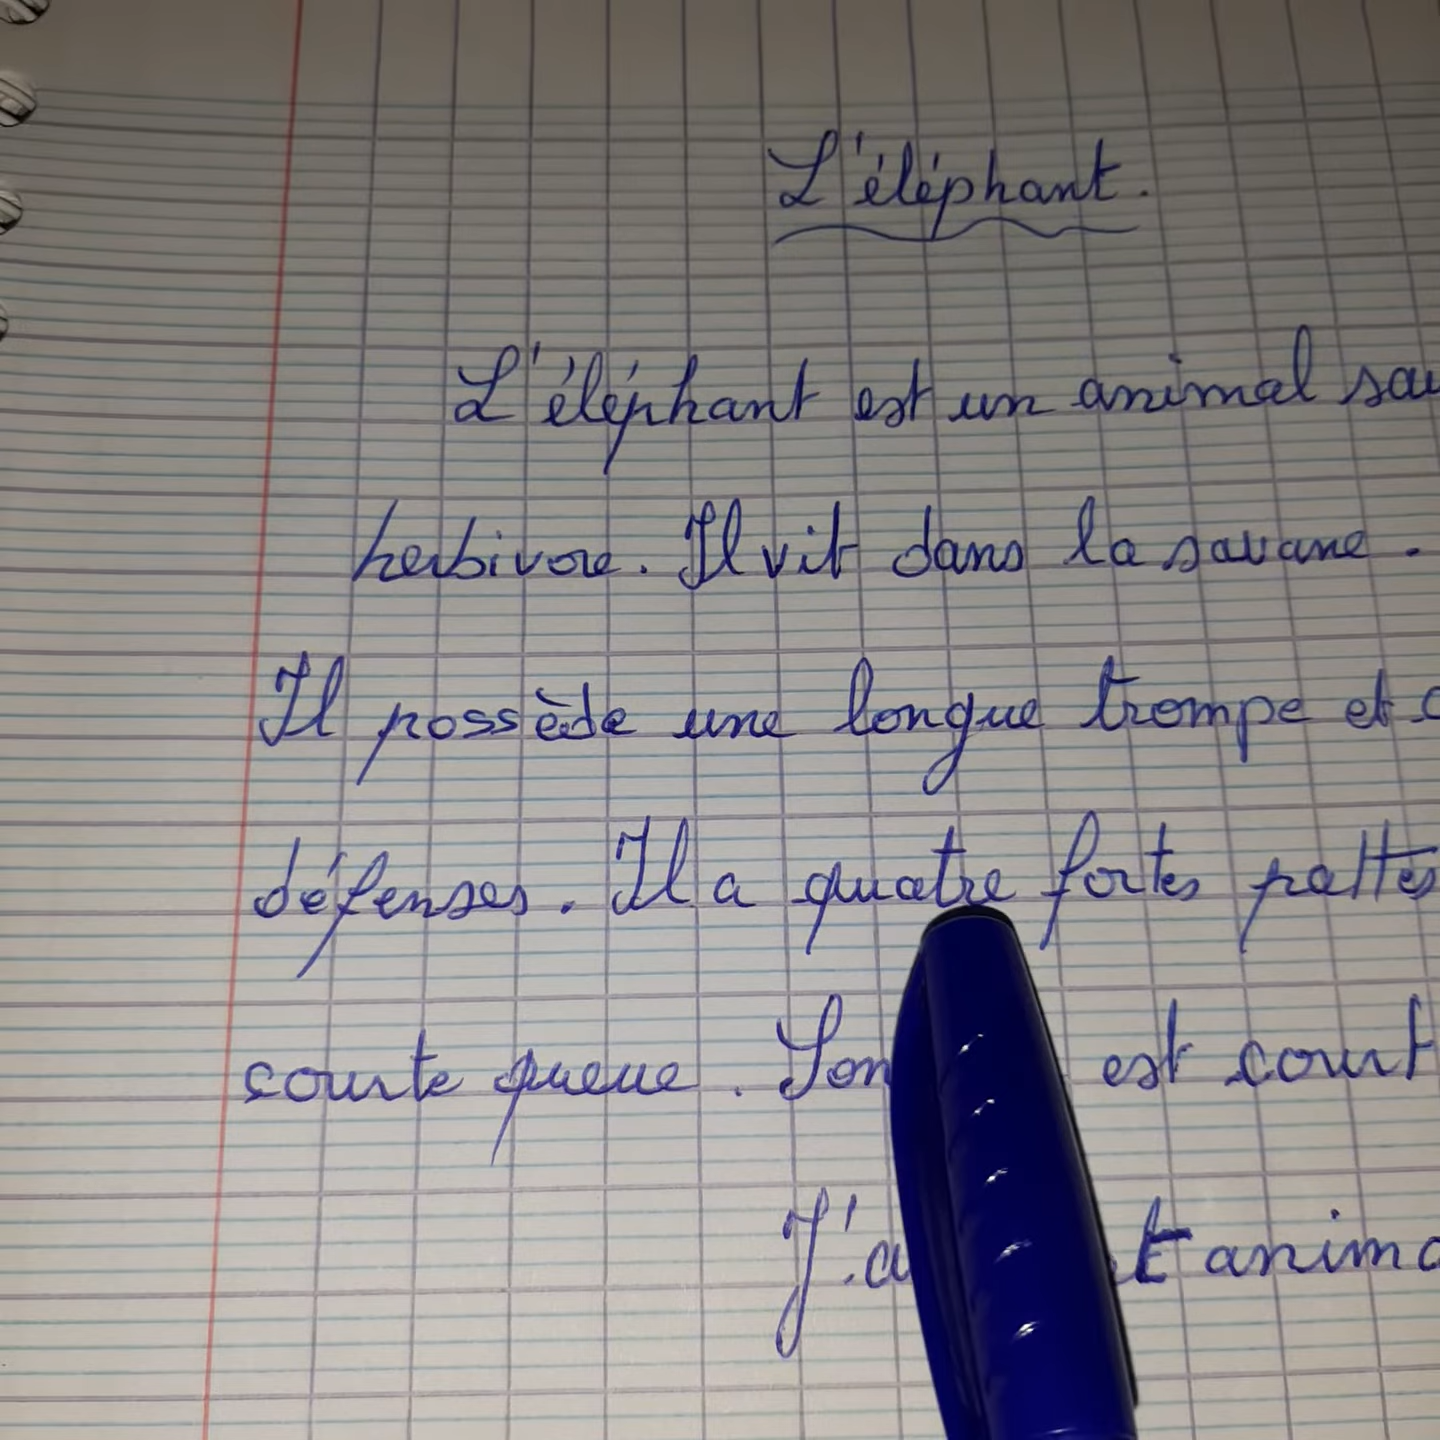 L'éléphant.
L'éléphant est un animal
herbivore. Il vit dans la savane.
Il possède une longue trompe et
défenses. Il a quatre fortes pattes
courte queue. Son est court
animal